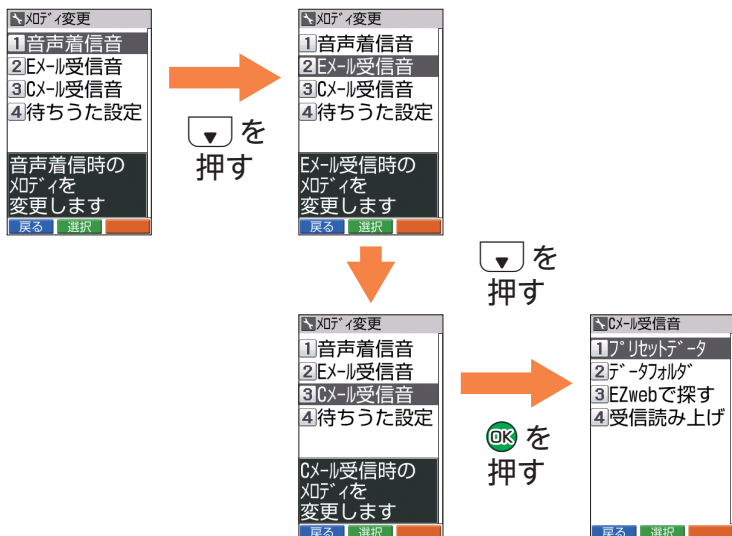 メロディ変更
1音声着信音
2Eメール受信音
3Cメール受信音
4待ちうた設定
音声着信時の
メロディを
変更します
戻る 選択
を
押す
メロディ変更
1音声着信音
2Eメール受信音
3Cメール受信音
4待ちうた設定
Eメール受信時の
メロディを
変更します
戻る 選択
を
押す
メロディ変更
1音声着信音
2Eメール受信音
3Cメール受信音
4待ちうた設定
Cメール受信時の
メロディを
変更します
戻る 選択
OK を
押す
Cメール受信音
1プリセットデータ
2データフォルダ
3EZwebで探す
4受信読み上げ
戻る 選択